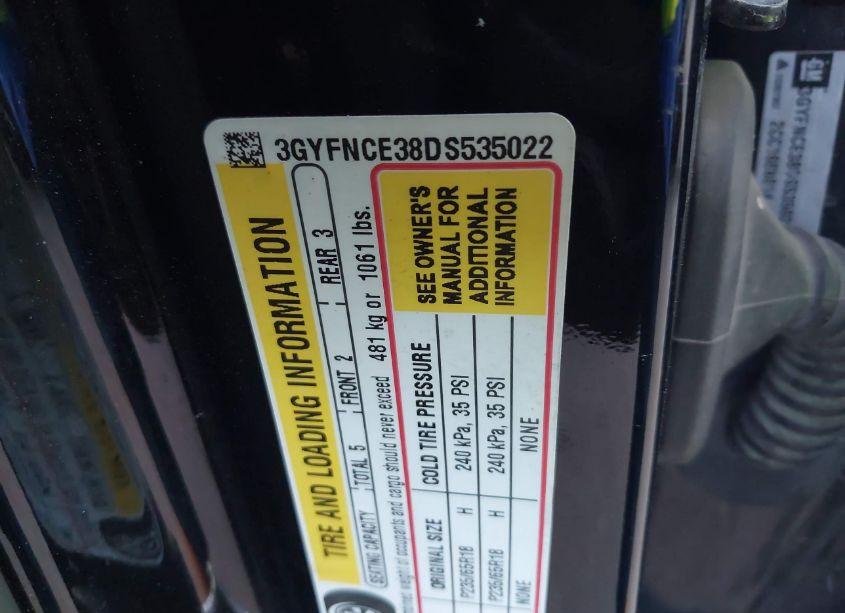 3GYFNCE38DS535022
TIRE AND LOADING INFORMATION
SEATING CAPACITY TOTAL 5 FRONT 2 REAR 3
weight of occupants and cargo should never exceed 481 kg or 1061 lbs.
ORIGINAL SIZE COLD TIRE PRESSURE
P235/65R18 H 240 kPa, 35 PSI
P235/65R18 H 240 kPa, 35 PSI
NONE NONE
SEE OWNER'S
MANUAL FOR
ADDITIONAL
INFORMATION
GM